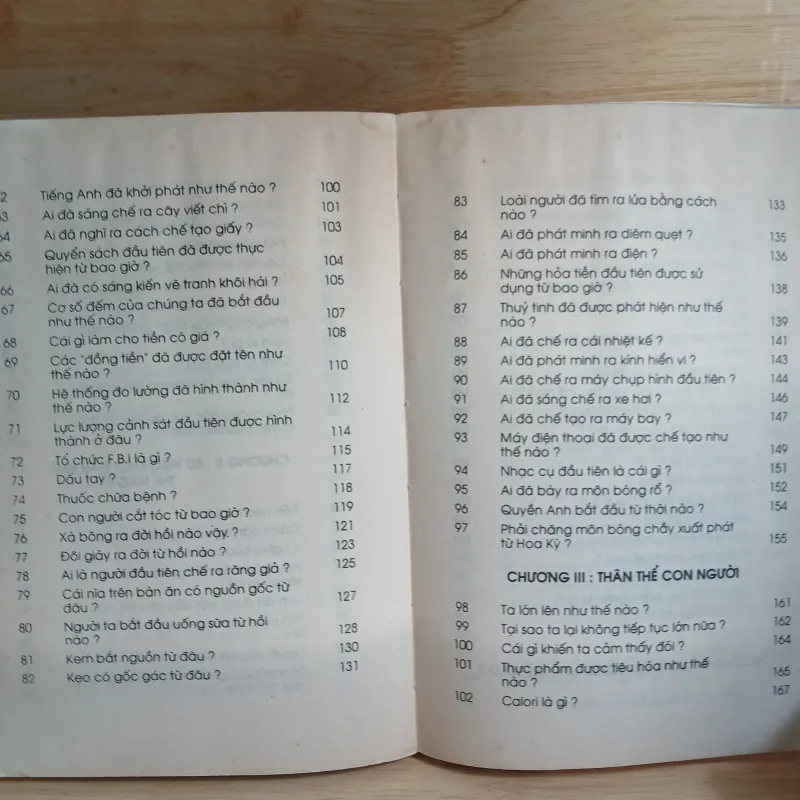 2 Tiếng Anh đã khởi phát như thế nào ? 100
63 Ai đã sáng chế ra cây viết chì ? 101
64 Ai đã nghĩ ra cách chế tạo giấy ? 103
65 Quyển sách đầu tiên đã được thực
hiện từ bao giờ ? 104
66 Ai đã có sáng kiến vẽ tranh khôi hài ? 105
67 Cơ số đếm của chúng ta đã bắt đầu
như thế nào ? 107
68 Cái gì làm cho tiền có giá ? 108
69 Các "đồng tiền" đã được đặt tên như
thế nào ? 110
70 Hệ thống đo lường đã hình thành như
thế nào ? 112
71 Lực lượng cảnh sát đầu tiên được hình
thành ở đâu ? 114
72 Tổ chức F.B.I là gì ? 115
73 Dấu tay ? 117
74 Thuốc chữa bệnh ? 118
75 Con người cắt tóc từ bao giờ ? 119
76 Xà bông ra đời hồi nào vậy. ? 121
77 Đôi giày ra đời từ hồi nào ? 123
78 Ai là người đầu tiên chế ra răng giả ? 125
79 Cái nĩa trên bàn ăn có nguồn gốc từ
đâu ? 127
80 Người ta bắt đầu uống sữa từ hồi
nào ? 128
81 Kem bắt nguồn từ đâu ? 130
82 Kẹo có gốc gác từ đâu ? 131
83 Loài người đã tìm ra lửa bằng cách
nào ? 133
84 Ai đã phát minh ra diêm quẹt ? 135
85 Ai đã phát minh ra điện ? 136
86 Những hỏa tiễn đầu tiên được sử
dụng từ bao giờ ? 138
87 Thuỷ tinh đã được phát hiện như thế
nào ? 139
88 Ai đã chế ra cái nhiệt kế ? 141
89 Ai đã phát minh ra kính hiển vi ? 143
90 Ai đã chế ra máy chụp hình đầu tiên ? 144
91 Ai đã sáng chế ra xe hơi ? 146
92 Ai đã chế tạo ra máy bay ? 147
93 Máy điện thoại đã được chế tạo như
thế nào ? 149
94 Nhạc cụ đầu tiên là cái gì ? 151
95 Ai đã bày ra môn bóng rổ ? 152
96 Quyền Anh bắt đầu từ thời nào ? 154
97 Phải chăng môn bóng chầy xuất phát
từ Hoa Kỳ ? 155
CHƯƠNG III : THÂN THỂ CON NGƯỜI
98 Ta lớn lên như thế nào ? 161
99 Tại sao ta lại không tiếp tục lớn nữa ? 162
100 Cái gì khiến ta cảm thấy đói ? 164
101 Thực phẩm được tiêu hóa như thế
nào ? 165
102 Calori là gì ? 167